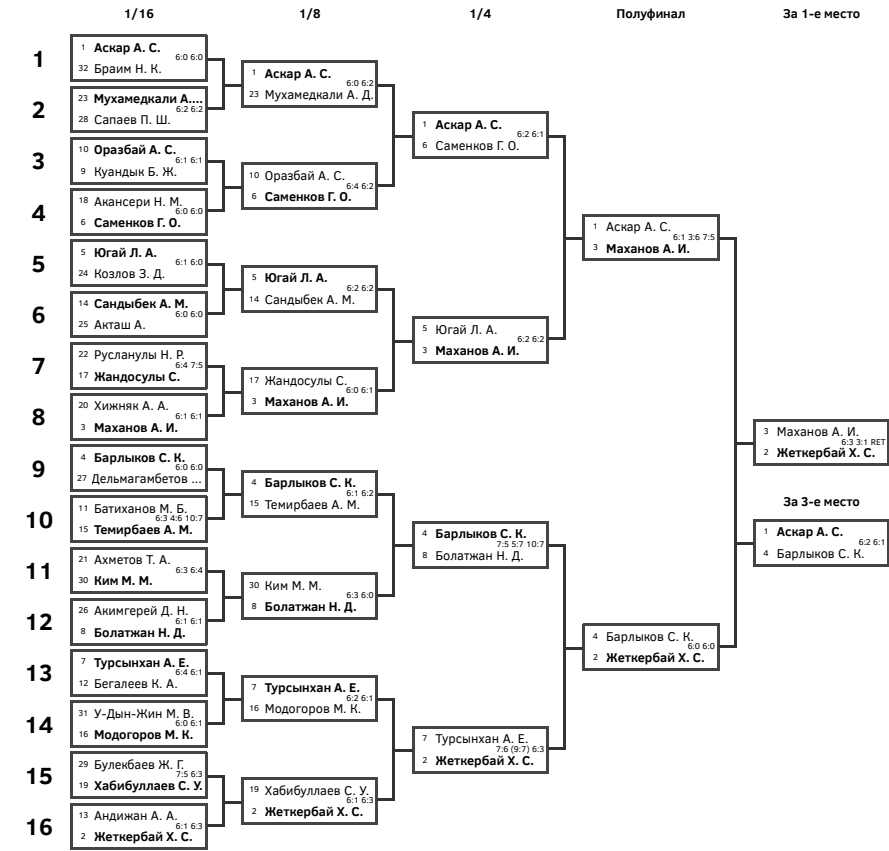 1/16
1/8
1/4
Полуфинал
За 1-е место
1
1 Аскар А. С.
6:0 6:0
32 Браим Н. К.
2
23 Мухамедкали А....
6:2 6:2
28 Сапаев П. Ш.
3
10 Оразбай А. С.
6:1 6:1
9 Куандык Б. Ж.
4
18 Акансери Н. М.
6:0 6:0
6 Саменков Г. О.
5
5 Югай Л. А.
6:1 6:0
24 Козлов З. Д.
6
14 Сандыбек А. М.
6:0 6:0
25 Акташ А.
7
22 Русланулы Н. Р.
6:4 7:5
17 Жандосулы С.
8
20 Хижняк А. А.
6:1 6:1
3 Маханов А. И.
9
4 Барлыков С. К.
6:0 6:0
27 Дельмагамбетов ...
10
11 Батиханов М. Б.
6:3 4:6 10:7
15 Темирбаев А. М.
11
21 Ахметов Т. А.
6:3 6:4
30 Ким М. М.
12
26 Акимгерей Д. Н.
6:1 6:1
8 Болатжан Н. Д.
13
7 Турсынхан А. Е.
6:4 6:1
12 Бегалеев К. А.
14
31 У-Дын-Жин М. В.
6:0 6:1
16 Модогоров М. К.
15
29 Булекбаев Ж. Г.
7:5 6:3
19 Хабибуллаев С. У.
16
13 Андижан А. А.
6:1 6:3
2 Жеткербай Х. С.
1 Аскар А. С.
6:0 6:2
23 Мухамедкали А. Д.
10 Оразбай А. С.
6:4 6:2
6 Саменков Г. О.
5 Югай Л. А.
6:2 6:2
14 Сандыбек А. М.
17 Жандосулы С.
6:0 6:1
3 Маханов А. И.
4 Барлыков С. К.
6:1 6:2
15 Темирбаев А. М.
30 Ким М. М.
6:3 6:0
8 Болатжан Н. Д.
7 Турсынхан А. Е.
6:2 6:1
16 Модогоров М. К.
19 Хабибуллаев С. У.
6:1 6:3
2 Жеткербай Х. С.
1 Аскар А. С.
6:2 6:1
6 Саменков Г. О.
5 Югай Л. А.
6:2 6:2
3 Маханов А. И.
4 Барлыков С. К.
7:5 5:7 10:7
8 Болатжан Н. Д.
7 Турсынхан А. Е.
7:6 (9:7) 6:3
2 Жеткербай Х. С.
1 Аскар А. С.
6:1 3:6 7:5
3 Маханов А. И.
4 Барлыков С. К.
6:0 6:0
2 Жеткербай Х. С.
3 Маханов А. И.
6:3 3:1 RET
2 Жеткербай Х. С.
За 3-е место
1 Аскар А. С.
6:2 6:1
4 Барлыков С. К.